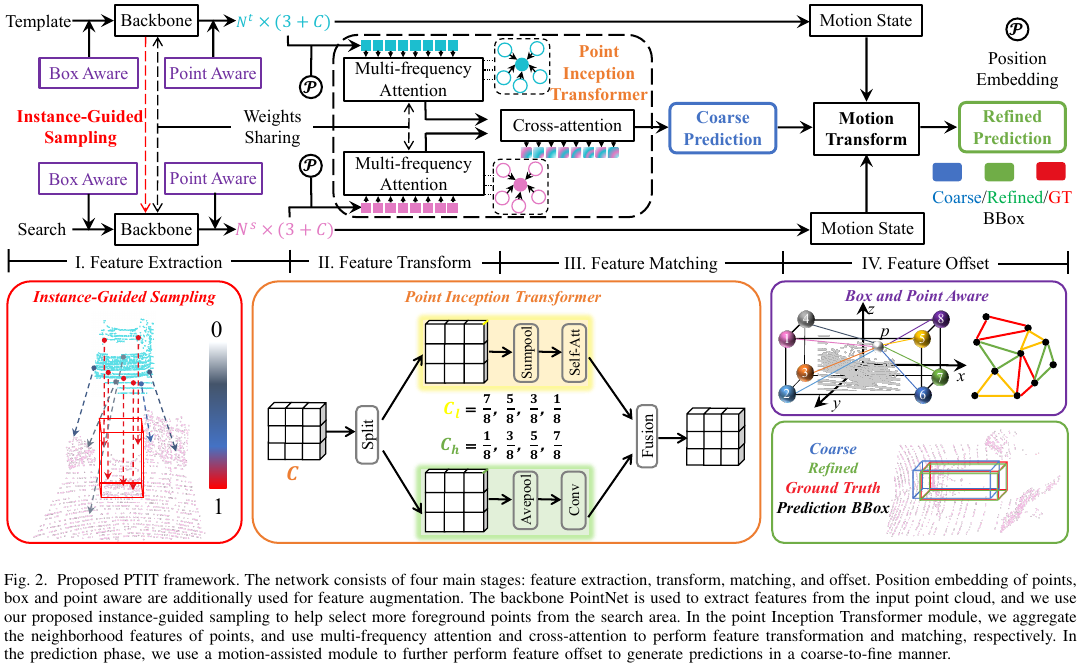 Template
Backbone
N^t × (3 + C)
Motion State
𝒫
Position
Embedding
Box Aware
Point Aware
Multi-frequency
Attention
Point
Inception
Transformer
Instance-Guided
Sampling
Weights
Sharing
Cross-attention
Coarse
Prediction
Motion
Transform
Refined
Prediction
𝒫
Box Aware
Point Aware
Multi-frequency
Attention
Coarse/Refined/GT
BBox
Search
Backbone
N^s × (3 + C)
Motion State
I. Feature Extraction
II. Feature Transform
III. Feature Matching
IV. Feature Offset
Instance-Guided Sampling
0
1
Point Inception Transformer
C
Split
Sumpool
Self-Att
C_l = 7/8, 5/8, 3/8, 1/8
C_h = 1/8, 3/8, 5/8, 7/8
Avepool
Conv
Fusion
Box and Point Aware
z
4
8
p
1
5
3
7
x
2
6
y
Coarse
Refined
Ground Truth
Prediction BBox
Fig. 2. Proposed PTIT framework. The network consists of four main stages: feature extraction, transform, matching, and offset. Position embedding of points,
box and point aware are additionally used for feature augmentation. The backbone PointNet is used to extract features from the input point cloud, and we use
our proposed instance-guided sampling to help select more foreground points from the search area. In the point Inception Transformer module, we aggregate
the neighborhood features of points, and use multi-frequency attention and cross-attention to perform feature transformation and matching, respectively. In
the prediction phase, we use a motion-assisted module to further perform feature offset to generate predictions in a coarse-to-fine manner.